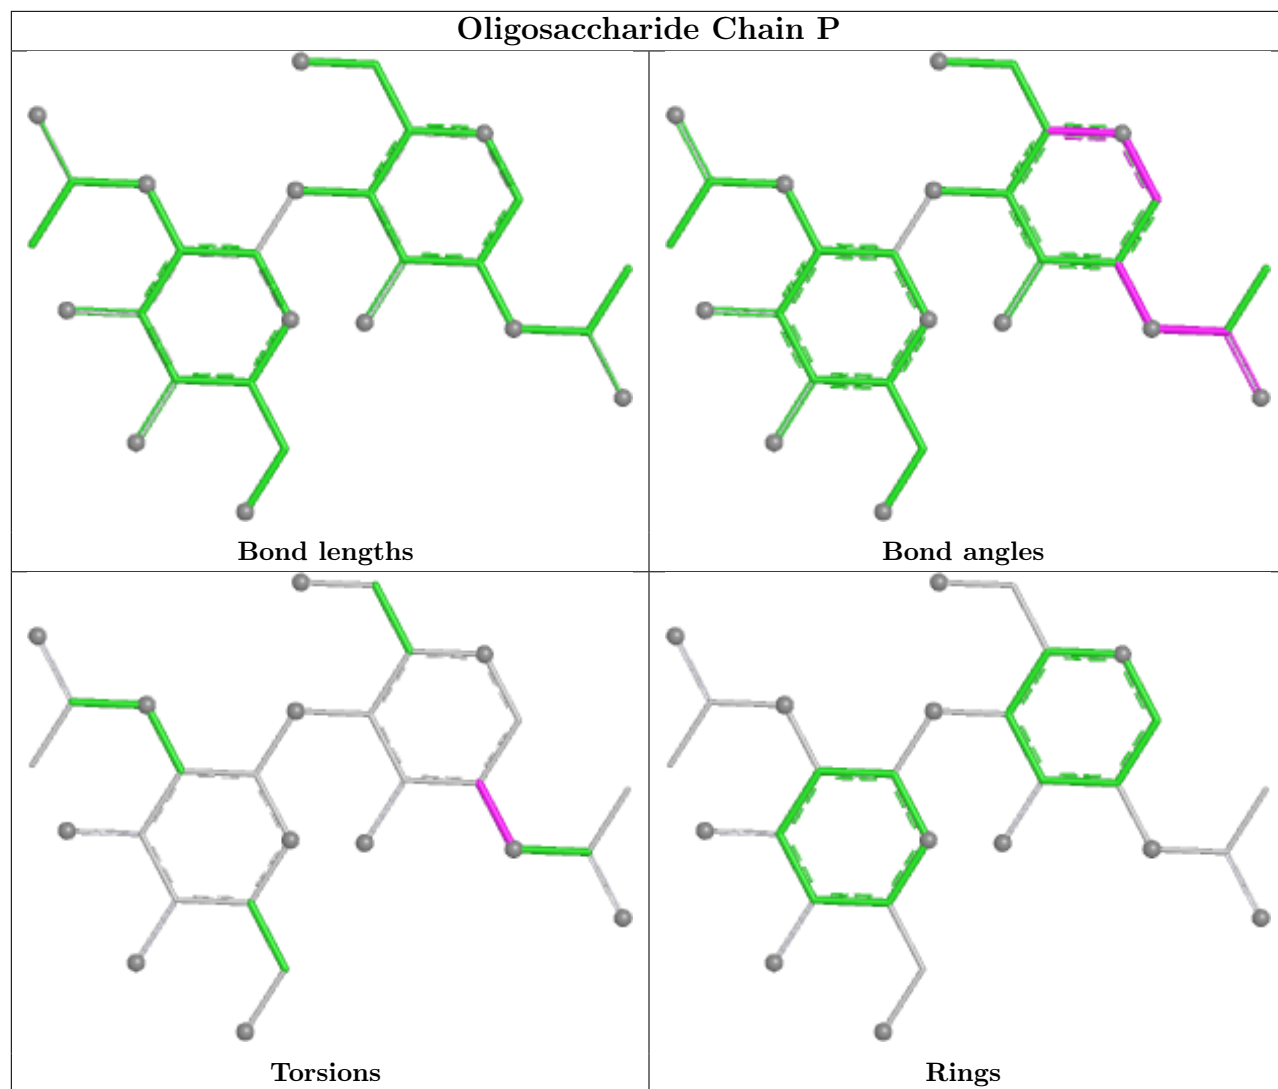 Oligosaccharide Chain P
Bond lengths
Bond angles
Torsions
Rings